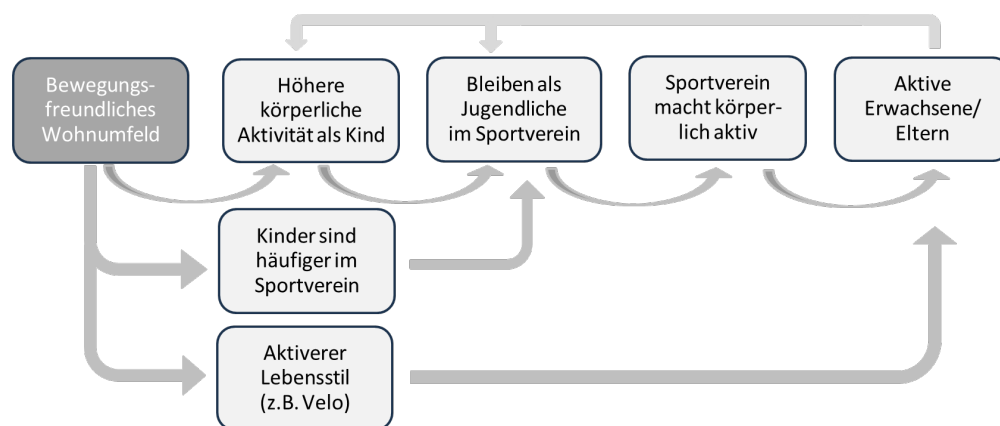 Bewegungs-
freundliches
Wohnumfeld
Höhere
körperliche
Aktivität als Kind
Bleiben als
Jugendliche
im Sportverein
Sportverein
macht körper-
lich aktiv
Aktive
Erwachsene/
Eltern
Kinder sind
häufiger im
Sportverein
Aktiverer
Lebensstil
(z.B. Velo)